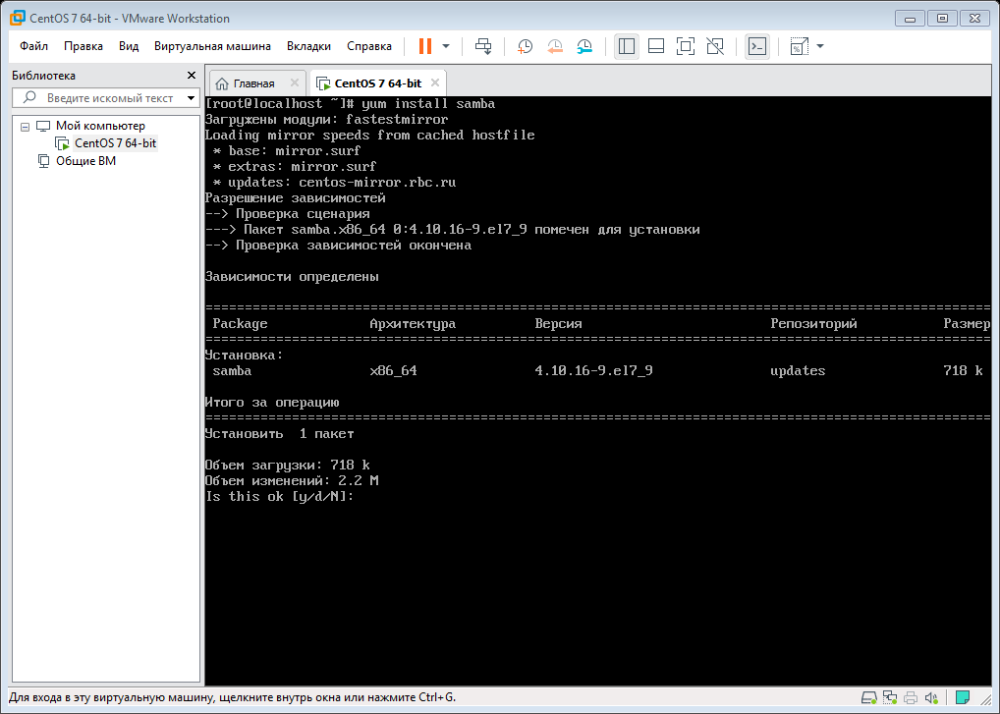 CentOS 7 64-bit - VMware Workstation
Файл Правка Вид Виртуальная машина Вкладки Справка
Библиотека
Введите искомый текст
Мой компьютер
CentOS 7 64-bit
Общие ВМ
Главная
CentOS 7 64-bit
[root@localhost ~]# yum install samba
Загружены модули: fastestmirror
Loading mirror speeds from cached hostfile
* base: mirror.surf
* extras: mirror.surf
* updates: centos-mirror.rbc.ru
Разрешение зависимостей
--> Проверка сценария
---> Пакет samba.x86_64 0:4.10.16-9.el7_9 помечен для установки
--> Проверка зависимостей окончена
Зависимости определены
================================================================================
Package Архитектура Версия Репозиторий Размер
================================================================================
Установка:
samba x86_64 4.10.16-9.el7_9 updates 718 k
Итого за операцию
================================================================================
Установить 1 пакет
Объем загрузки: 718 k
Объем изменений: 2.2 M
Is this ok [y/d/N]:
Для входа в эту виртуальную машину, щелкните внутрь окна или нажмите Ctrl+G.